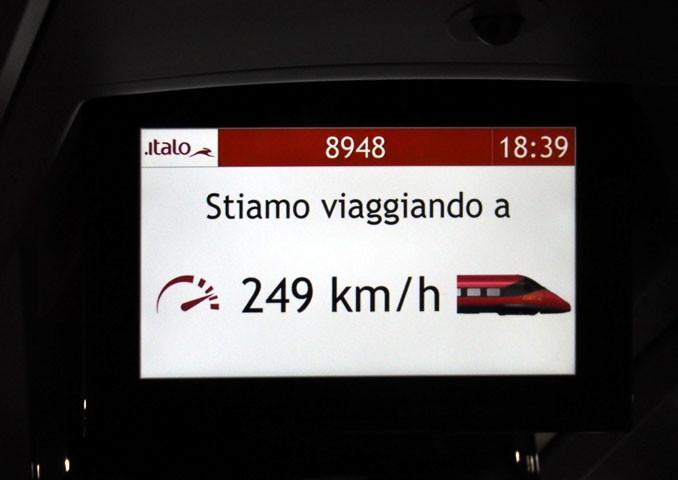 .italo 8948 18:39
Stiamo viaggiando a
249 km/h